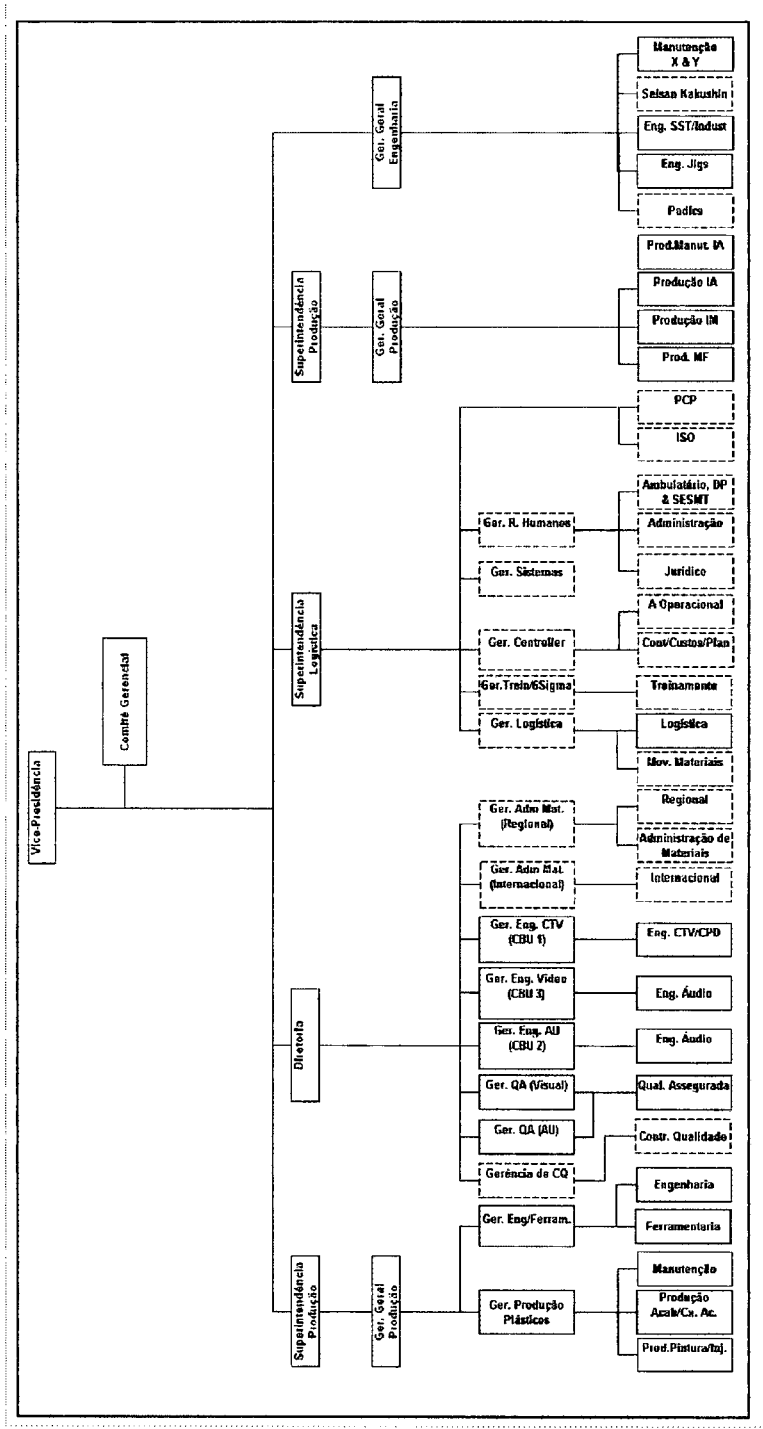 Vice-Presidência
Comitê Gerencial
Ger. Geral
Engenharia
Manutenção
X & Y
Seisan Kakushin
Eng. SST/Indust
Eng. Jigs
Padics
Superintendência
Produção
Ger. Geral
Produção
Prod.Manut. IA
Produção IA
Produção IM
Prod. MF
Superintendência
Logística
PCP
ISO
Ger. R. Humanos
Ambulatário, DP
& SESMT
Administração
Jurídico
Ger. Sistemas
Ger. Controller
A Operacional
Cont/Custos/Plan
Ger.Trein/6Sigma
Treinamento
Ger. Logística
Logística
Mov. Materiais
Diretoria
Ger. Adm Mat.
(Regional)
Regional
Administração de
Materiais
Ger. Adm Mat.
(Internacional)
Internacional
Ger. Eng. CTV
(CBU 1)
Eng. CTV/CPD
Ger. Eng. Video
(CBU 3)
Eng. Áudio
Ger. Eng. AU
(CBU 2)
Eng. Áudio
Ger. QA (Visual)
Qual. Assegurada
Ger. QA (AU)
Gerência de CQ
Contr. Qualidade
Superintendência
Produção
Ger. Geral
Produção
Ger. Eng/Ferram.
Engenharia
Ferramentaria
Ger. Produção
Plásticos
Manutenção
Produção
Acab/Cx. Ac.
Prod.Pintura/Inj.